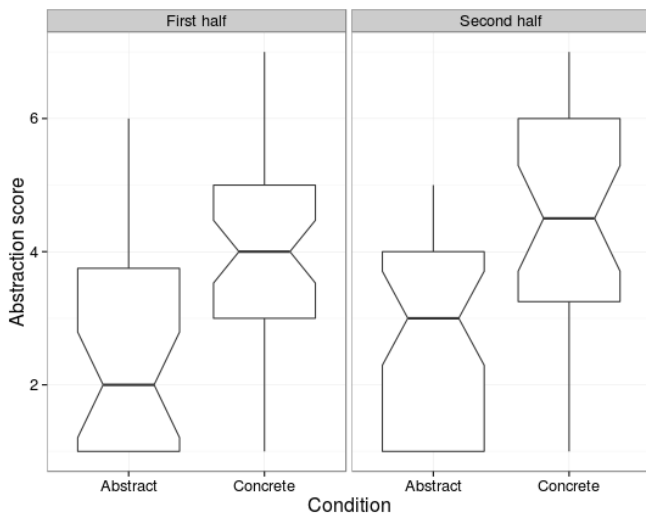 First half
Second half
Abstraction score
6
4
2
Abstract
Concrete
Abstract
Concrete
Condition